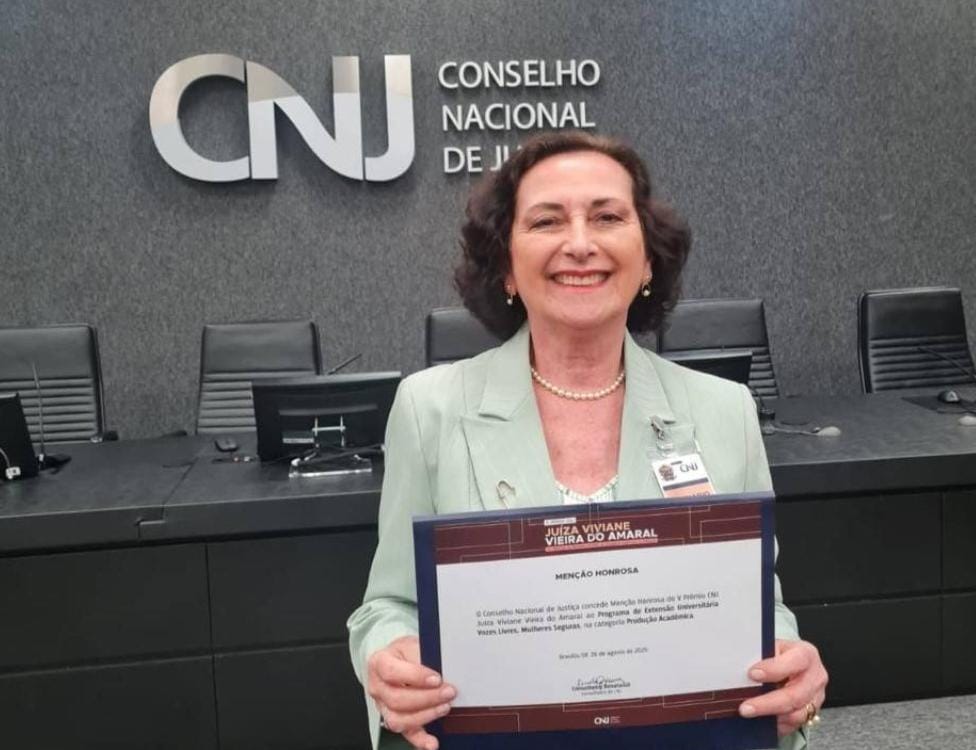 CNJ
CONSELHO
NACIONAL
DE
CNJ
JUÍZA VIVIANE
VIEIRA DO AMARAL
MENÇÃO HONROSA
O Conselho Nacional de Justiça concede Menção Honrosa do V Prêmio CNJ
Juíza Viviane Vieira do Amaral ao Programa de Extensão Universitária
Vozes Livres, Mulheres Seguras, na categoria Produção Acadêmica.
Brasília/DF, 26 de agosto de 2025
CNJ